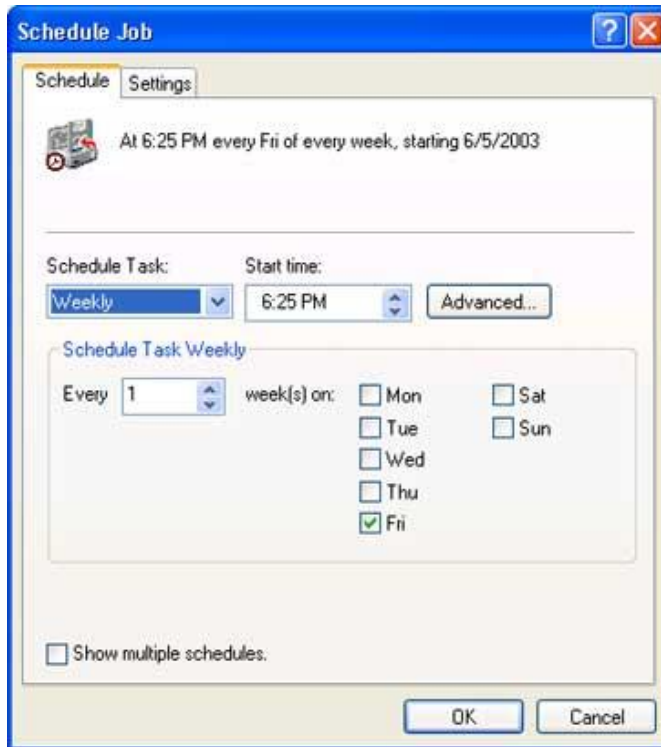 Schedule Job
Schedule Settings
At 6:25 PM every Fri of every week, starting 6/5/2003
Schedule Task: Start time:
Weekly 6:25 PM Advanced...
Schedule Task Weekly
Every 1 week(s) on: Mon Sat
Tue Sun
Wed
Thu
Fri
Show multiple schedules.
OK Cancel